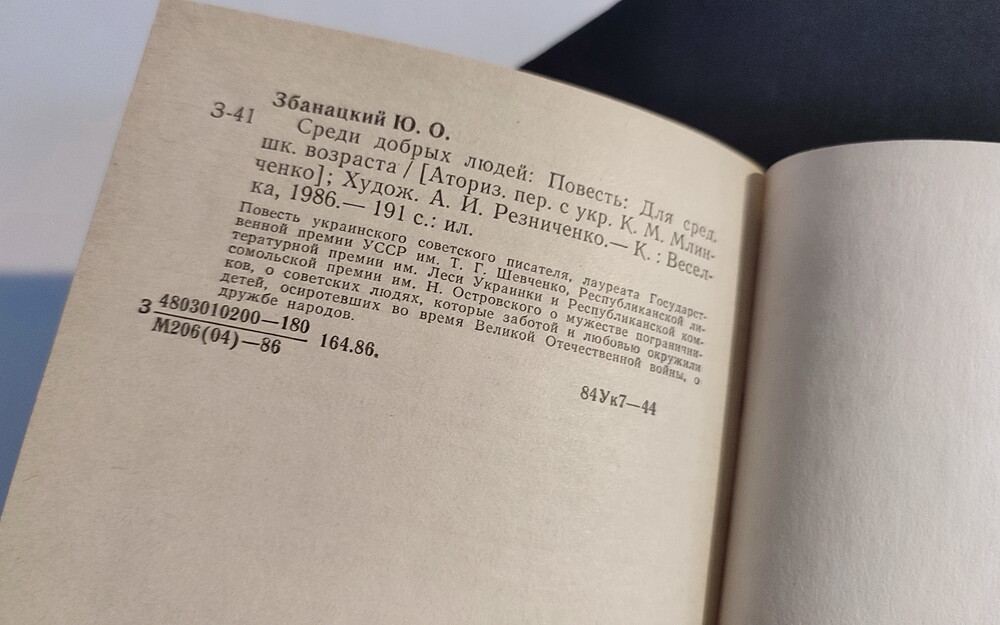 Збанацкий Ю. О.
З-41 Среди добрых людей: Повесть: Для сред.
шк. возраста / [Аториз. пер. с укр. К. М. Млин-
ченко]; Худож. А. И. Резниченко.— К. : Весел-
ка, 1986.— 191 с.: ил.
Повесть украинского советского писателя, лауреата Государст-
венной премии УССР им. Т. Г. Шевченко, Республиканской ли-
тературной премии им. Леси Украинки и Республиканской ком-
сомольской премии им. Н. Островского о мужестве погранични-
ков, о советских людях, которые заботой и любовью окружили
детей, осиротевших во время Великой Отечественной войны, о
дружбе народов.
З 4803010200—180
М206(04)—86 164.86.
84Ук7—44